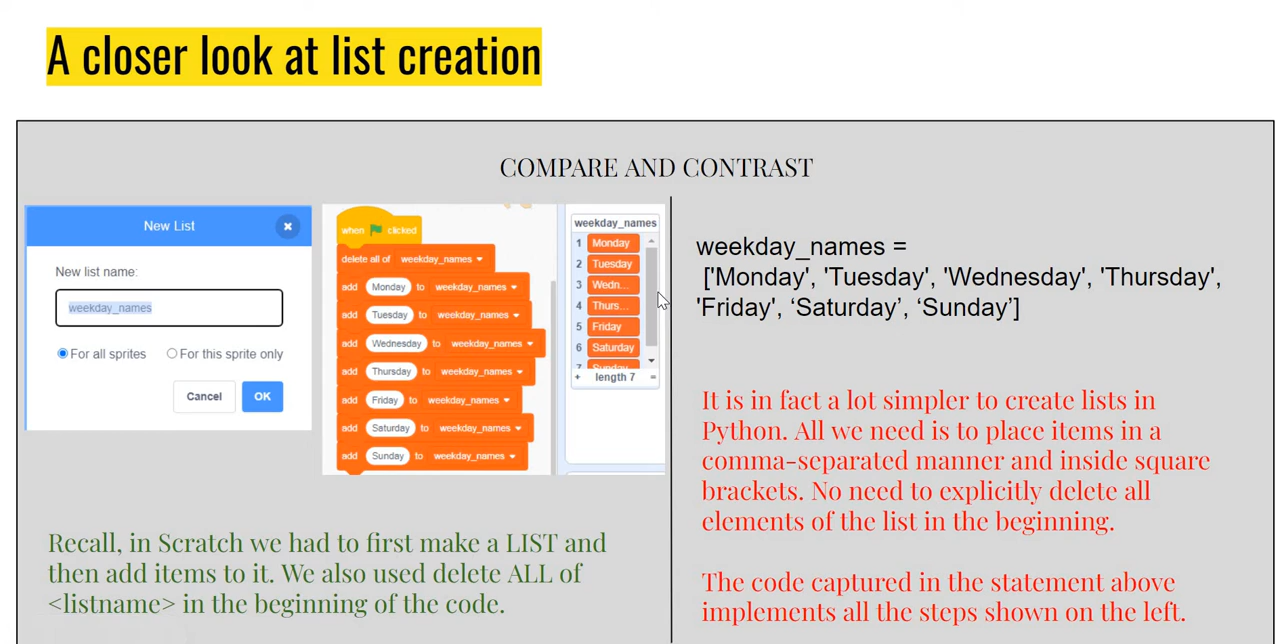 A closer look at list creation
COMPARE AND CONTRAST
New List
New list name:
weekday_names
For all sprites
For this sprite only
Cancel
OK
when clicked
delete all of weekday_names
add Monday to weekday_names
add Tuesday to weekday_names
add Wednesday to weekday_names
add Thursday to weekday_names
add Friday to weekday_names
add Saturday to weekday_names
add Sunday to weekday_names
weekday_names
1 Monday
2 Tuesday
3 Wedn...
4 Thurs...
5 Friday
6 Saturday
7 Sunday
+ length 7 =
Recall, in Scratch we had to first make a LIST and
then add items to it. We also used delete ALL of
<listname> in the beginning of the code.
weekday_names =
['Monday', 'Tuesday', 'Wednesday', 'Thursday',
'Friday', ‘Saturday’, ‘Sunday’]
It is in fact a lot simpler to create lists in
Python. All we need is to place items in a
comma-separated manner and inside square
brackets. No need to explicitly delete all
elements of the list in the beginning.
The code captured in the statement above
implements all the steps shown on the left.